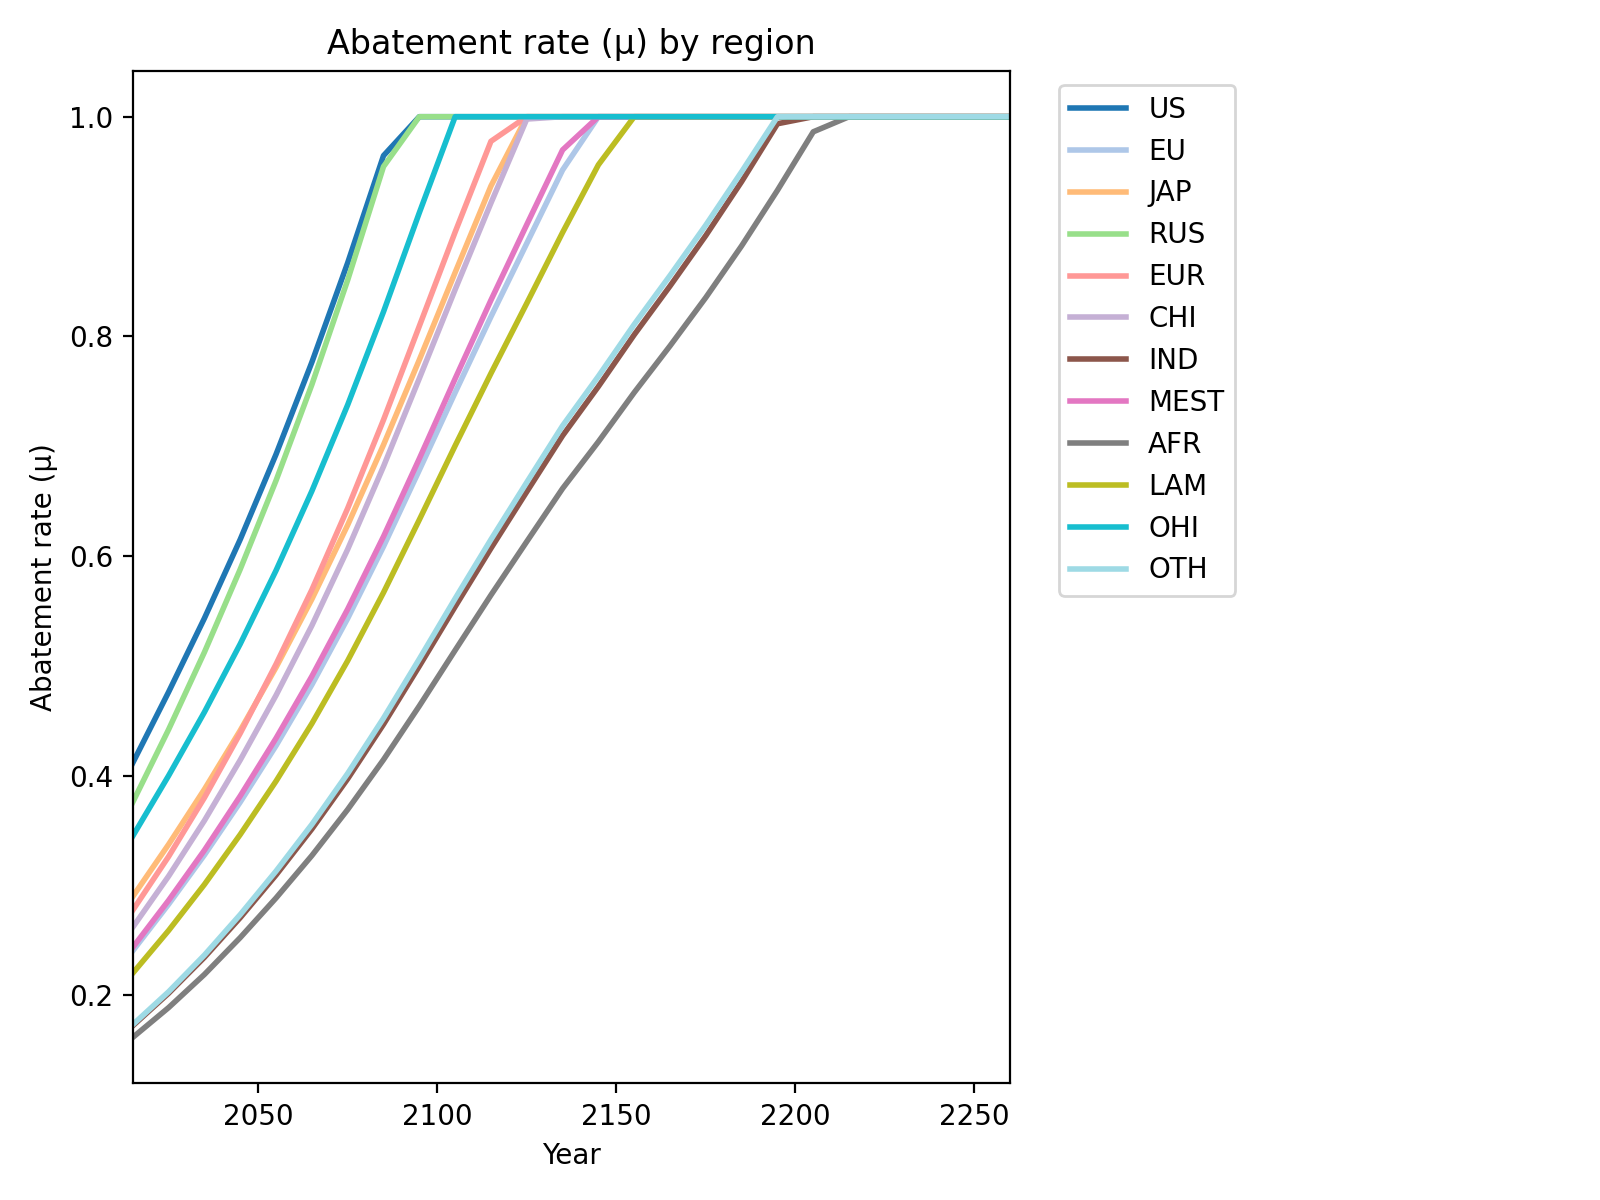 Abatement rate (μ) by region
Abatement rate (μ)
1.0
0.8
0.6
0.4
0.2
2050
2100
2150
2200
2250
Year
US
EU
JAP
RUS
EUR
CHI
IND
MEST
AFR
LAM
OHI
OTH